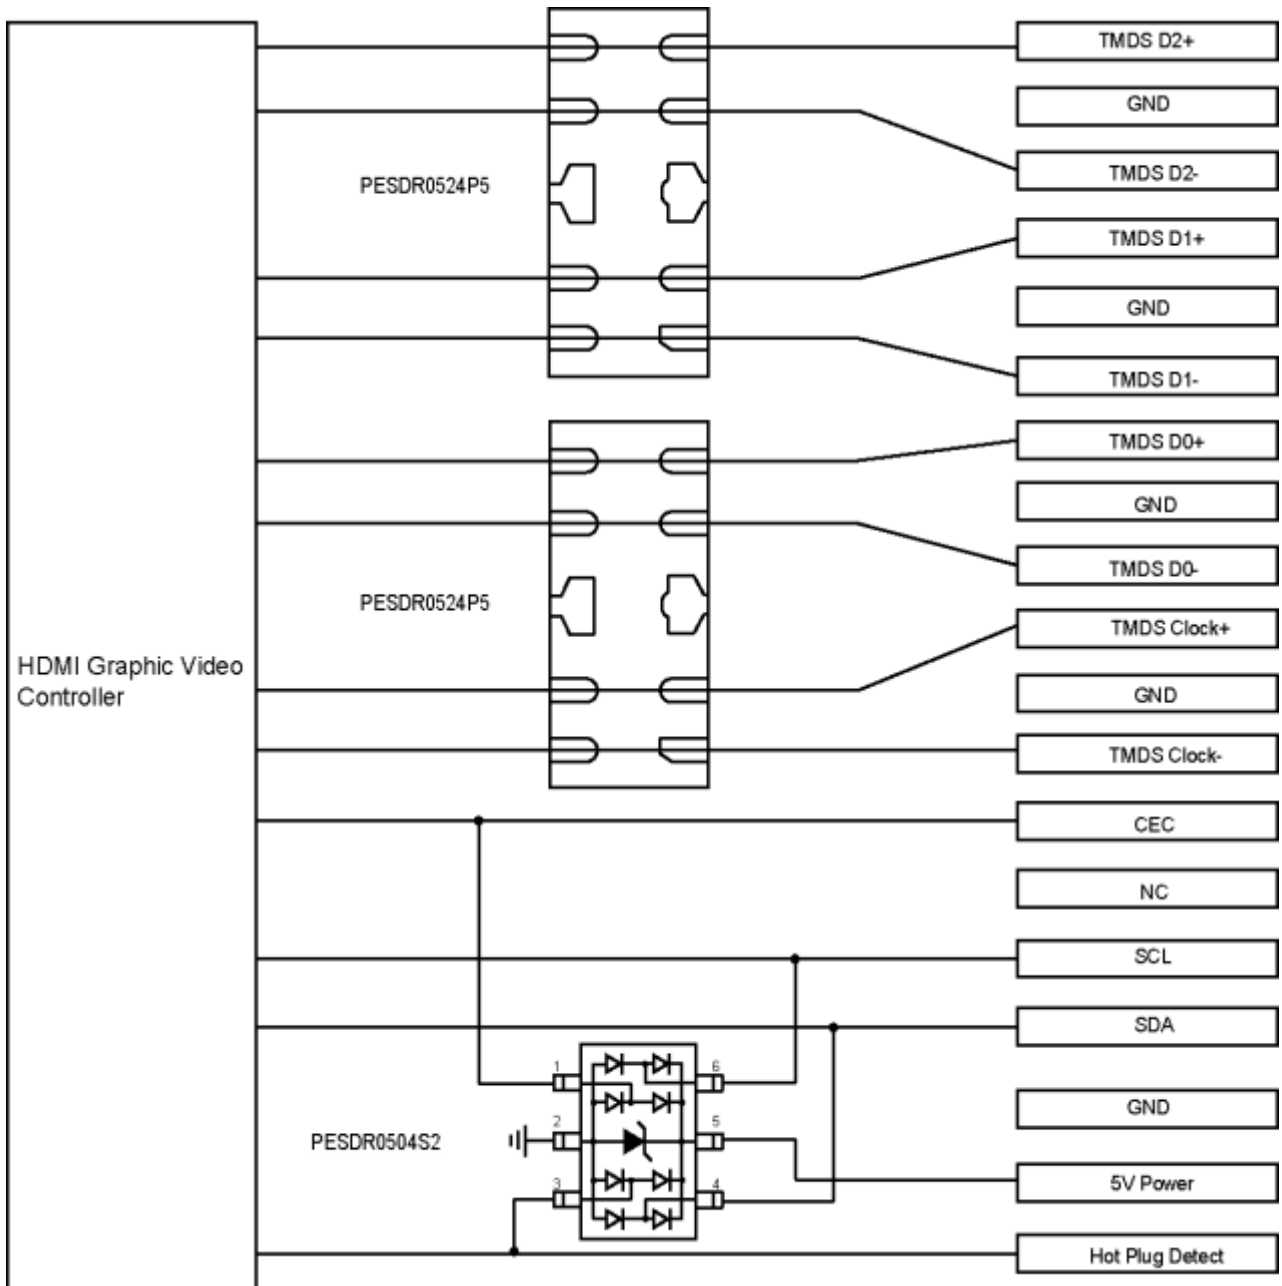 TMDS D2+
GND
PESDR0524P5
TMDS D2-
TMDS D1+
GND
TMDS D1-
TMDS D0+
GND
TMDS D0-
PESDR0524P5
TMDS Clock+
HDMI Graphic Video
Controller
GND
TMDS Clock-
CEC
NC
SCL
SDA
1
6
GND
PESDR0504S2
2
5
3
4
5V Power
Hot Plug Detect